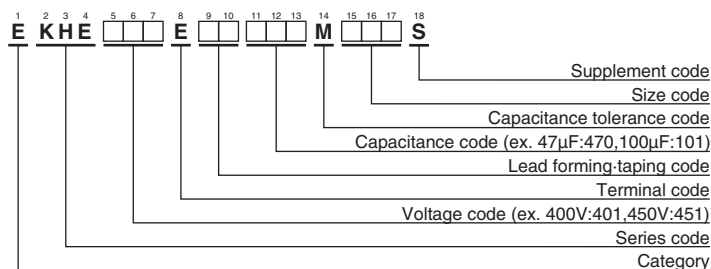 1 2 3 4 5 6 7 8 9 10 11 12 13 14 15 16 17 18
E KHE □□□ E □□ □□□ M □□□ S
Supplement code
Size code
Capacitance tolerance code
Capacitance code (ex. 47µF:470,100µF:101)
Lead forming·taping code
Terminal code
Voltage code (ex. 400V:401,450V:451)
Series code
Category